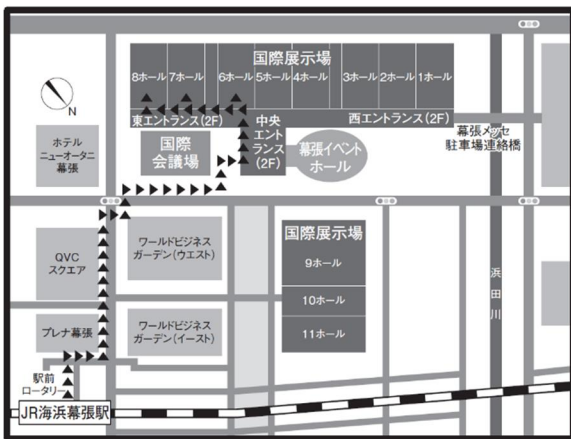 国際展示場
8ホール
7ホール
6ホール
5ホール
4ホール
3ホール
2ホール
1ホール
東エントランス(2F)
中央
エント
ランス
(2F)
西エントランス(2F)
N
ホテル
ニューオータニ
幕張
国際
会議場
幕張イベント
ホール
幕張メッセ
駐車場連絡橋
QVC
スクエア
ワールドビジネス
ガーデン(ウエスト)
国際展示場
9ホール
10ホール
11ホール
浜田川
プレナ幕張
ワールドビジネス
ガーデン(イースト)
駅前
ロータリー
JR海浜幕張駅